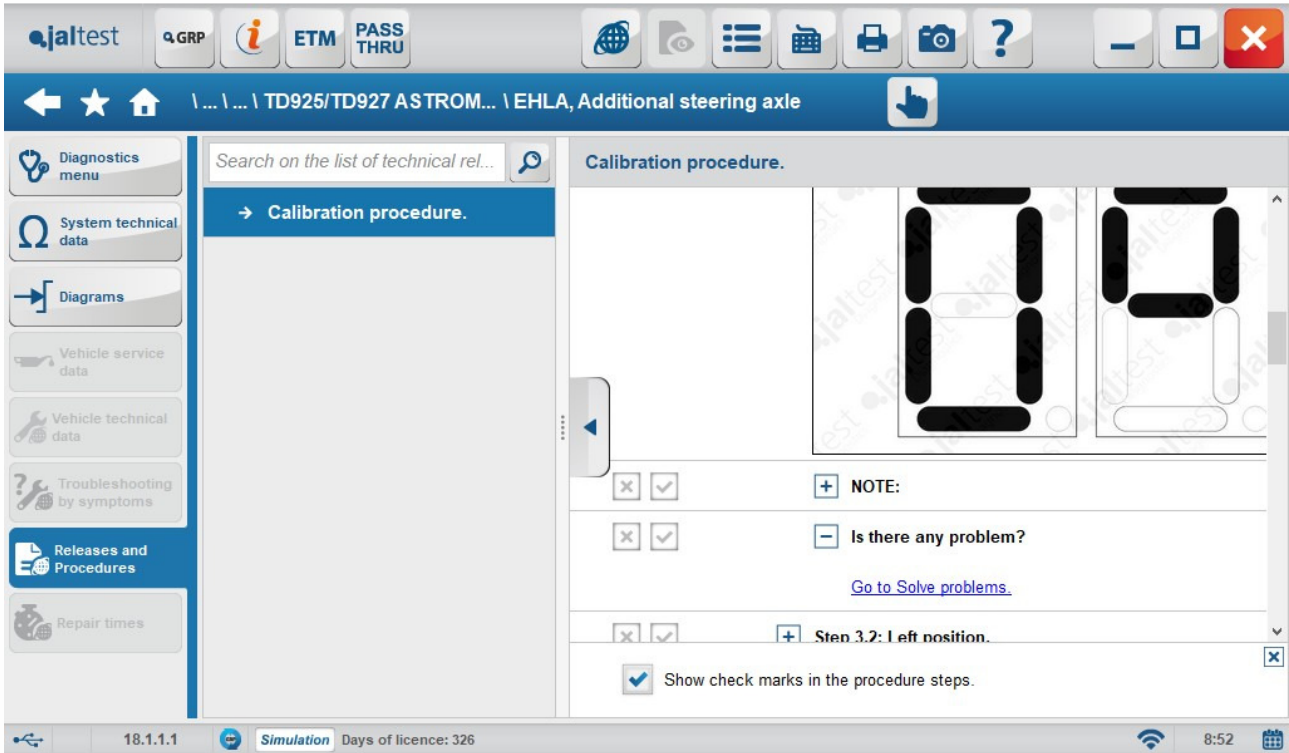 jaltest
GRP
i
ETM
PASS
THRU
?
\ ... \ ... \ TD925/TD927 ASTROM... \ EHLA, Additional steering axle
Diagnostics
menu
System technical
data
Diagrams
Vehicle service
data
Vehicle technical
data
Troubleshooting
by symptoms
Releases and
Procedures
Repair times
Search on the list of technical rel...
→ Calibration procedure.
Calibration procedure.
jaltest
NOTE:
Is there any problem?
Go to Solve problems.
Step 3.2: Left position.
Show check marks in the procedure steps.
18.1.1.1
Simulation Days of licence: 326
8:52